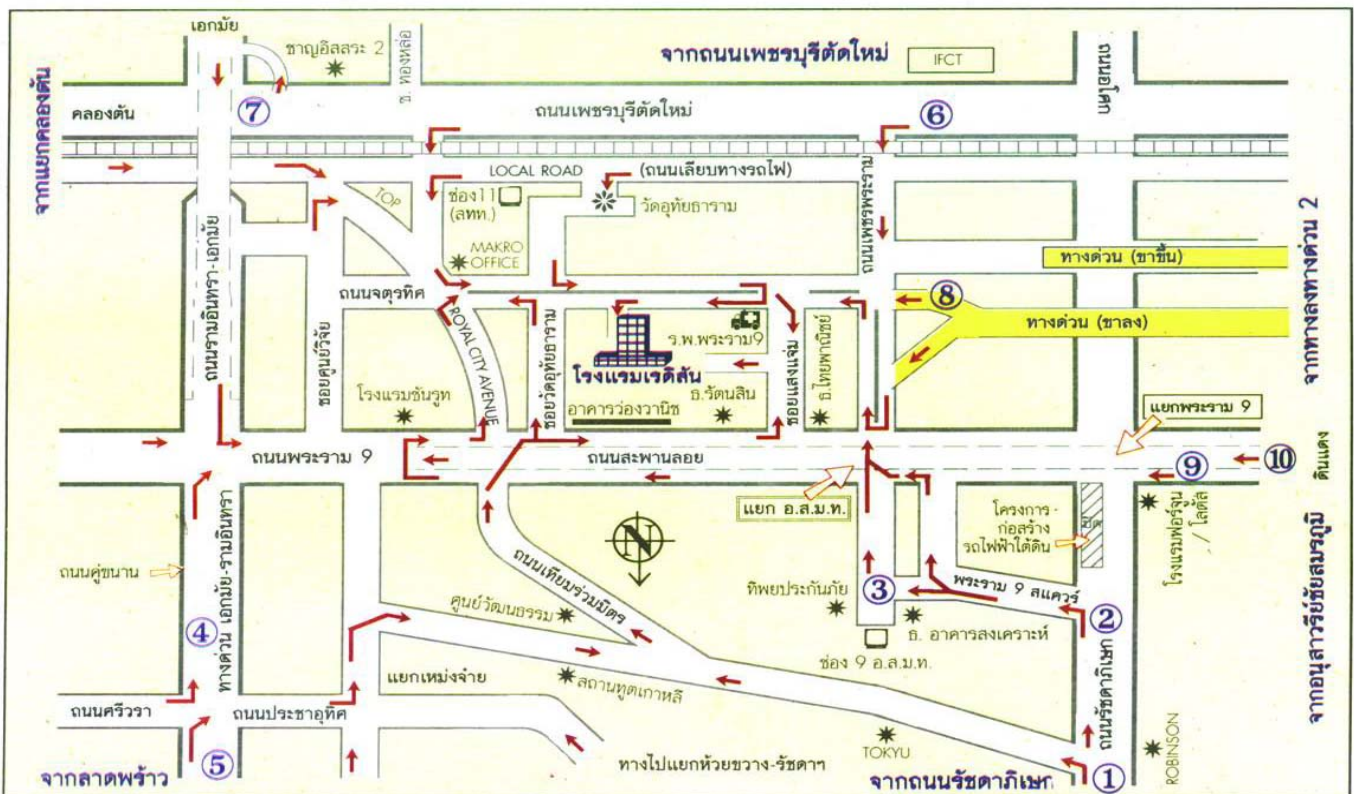 เอกมัย
ชาญอิสสระ 2
ซ. ทองหล่อ
จากถนนเพชรบุรีตัดใหม่
IFCT
ถนนอโศก
จากแยกคลองตัน
คลองตัน
⑦
ถนนเพชรบุรีตัดใหม่
⑥
LOCAL ROAD
(ถนนเลียบทางรถไฟ)
TOP
ช่อง11
(สทท.)
วัดอุทัยธาราม
ถนนเพชรพระราม
MAKRO
OFFICE
ทางด่วน (ขาขึ้น)
จากทางลงทางด่วน 2
ถนนรามอินทรา-เอกมัย
ถนนจตุรทิศ
⑧
ทางด่วน (ขาลง)
ROYAL CITY AVENUE
ซอยวัดอุทัยธาราม
ซอยศูนย์วิจัย
ร.พ.พระราม9
โรงแรมเรดิสัน
โรงแรมซันรูท
อาคารว่องวานิช
ธ.รัตนสิน
ซอยแสงแจ่ม
ธ.ไทยพาณิชย์
แยกพระราม 9
ถนนพระราม 9
ถนนสะพานลอย
⑨
⑩
ดินแดง
แยก อ.ส.ม.ท.
โครงการ -
ก่อสร้าง
รถไฟฟ้าใต้ดิน
ปิด
โรงแรมฟอร์จูน
/ โลตัส
N
ถนนคู่ขนาน
ทางด่วน เอกมัย-รามอินทรา
ถนนเทียมร่วมมิตร
ทิพยประกันภัย
③
พระราม 9 สแควร์
②
ศูนย์วัฒนธรรม
④
ธ. อาคารสงเคราะห์
ช่อง 9 อ.ส.ม.ท.
จากอนุสาวรีย์ชัยสมรภูมิ
แยกเหม่งจ๋าย
สถานทูตเกาหลี
ถนนศรีวรา
ถนนประชาอุทิศ
ถนนรัชดาภิเษก
TOKYU
ROBINSON
⑤
จากลาดพร้าว
ทางไปแยกห้วยขวาง-รัชดาฯ
จากถนนรัชดาภิเษก
①